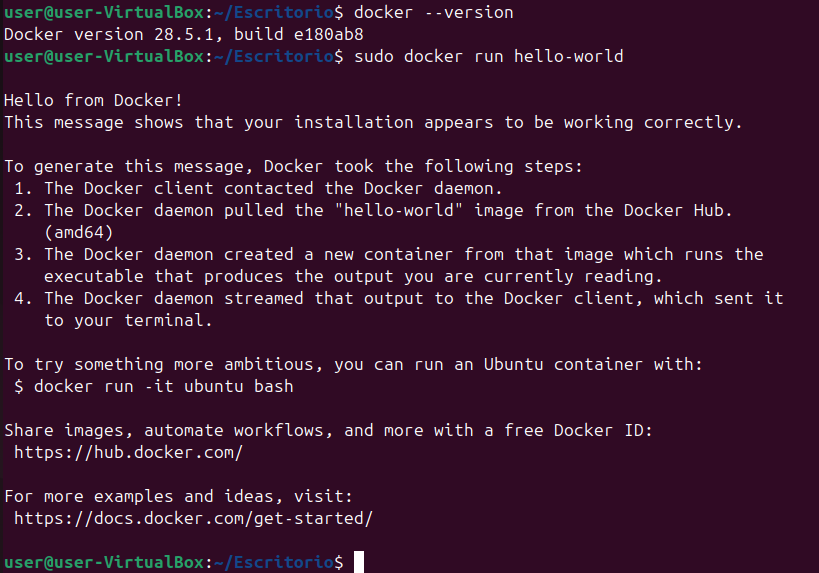 user@user-VirtualBox:~/Escritorio$ docker --version
Docker version 28.5.1, build e180ab8
user@user-VirtualBox:~/Escritorio$ sudo docker run hello-world
Hello from Docker!
This message shows that your installation appears to be working correctly.
To generate this message, Docker took the following steps:
1. The Docker client contacted the Docker daemon.
2. The Docker daemon pulled the "hello-world" image from the Docker Hub.
(amd64)
3. The Docker daemon created a new container from that image which runs the
executable that produces the output you are currently reading.
4. The Docker daemon streamed that output to the Docker client, which sent it
to your terminal.
To try something more ambitious, you can run an Ubuntu container with:
$ docker run -it ubuntu bash
Share images, automate workflows, and more with a free Docker ID:
https://hub.docker.com/
For more examples and ideas, visit:
https://docs.docker.com/get-started/
user@user-VirtualBox:~/Escritorio$